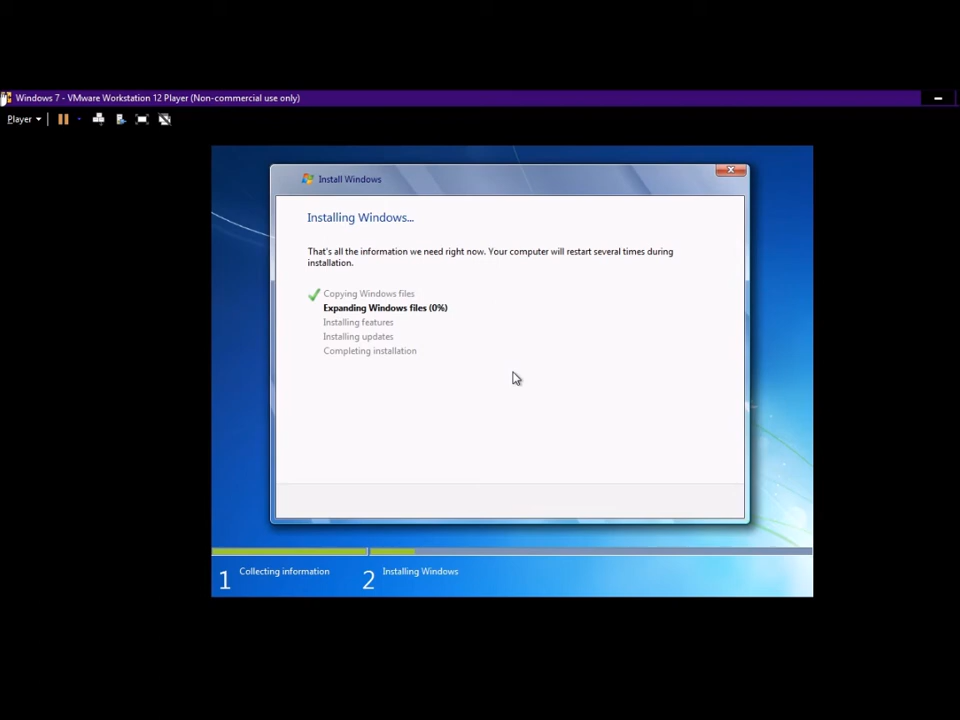 Windows 7 - VMware Workstation 12 Player (Non-commercial use only)
Player
Install Windows
Installing Windows...
That's all the information we need right now. Your computer will restart several times during
installation.
Copying Windows files
Expanding Windows files (0%)
Installing features
Installing updates
Completing installation
1 Collecting information
2 Installing Windows